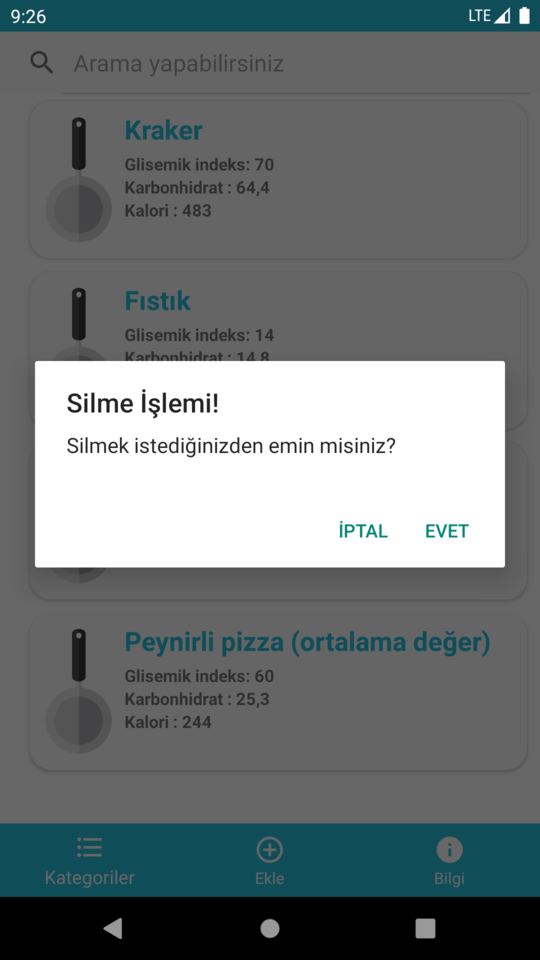 9:26
LTE
Arama yapabilirsiniz
Kraker
Glisemik indeks: 70
Karbonhidrat : 64,4
Kalori : 483
Fıstık
Glisemik indeks: 14
Karbonhidrat : 14,8
Silme İşlemi!
Silmek istediğinizden emin misiniz?
İPTAL EVET
Peynirli pizza (ortalama değer)
Glisemik indeks: 60
Karbonhidrat : 25,3
Kalori : 244
Kategoriler
Ekle
Bilgi